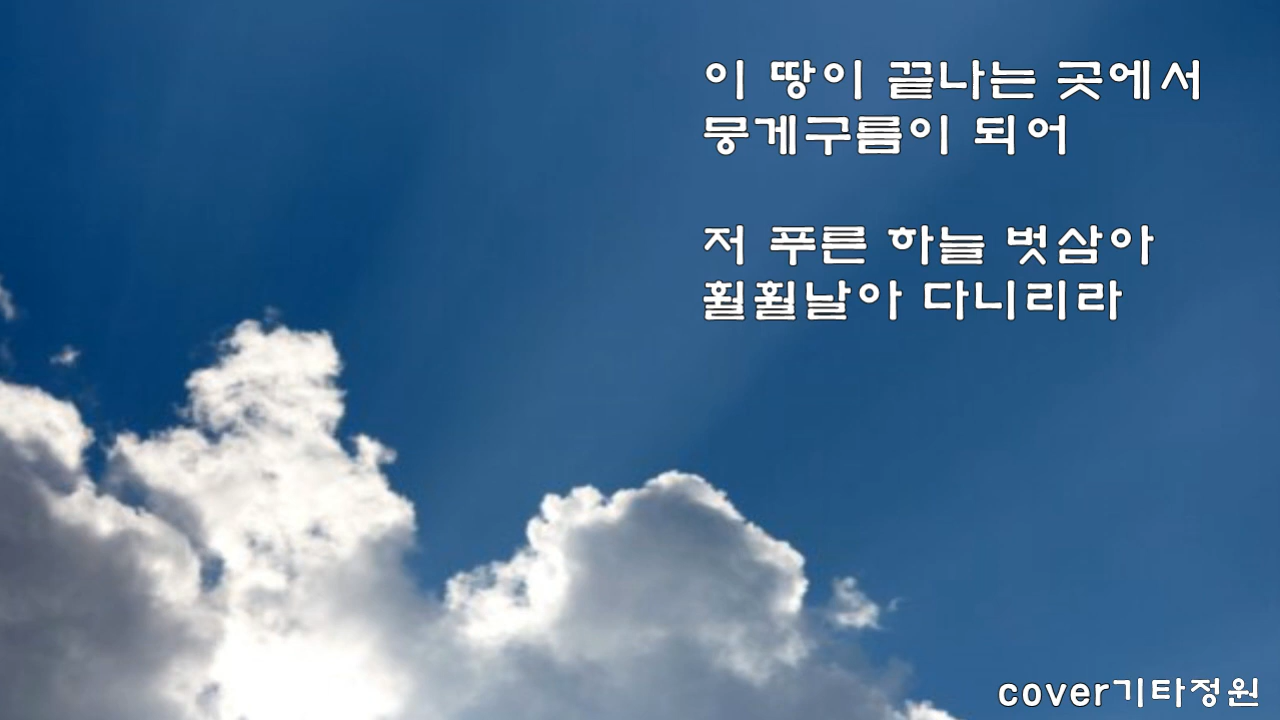 이 땅이 끝나는 곳에서
뭉게구름이 되어
저 푸른 하늘 벗삼아
훨훨날아 다니리라
cover기타정원